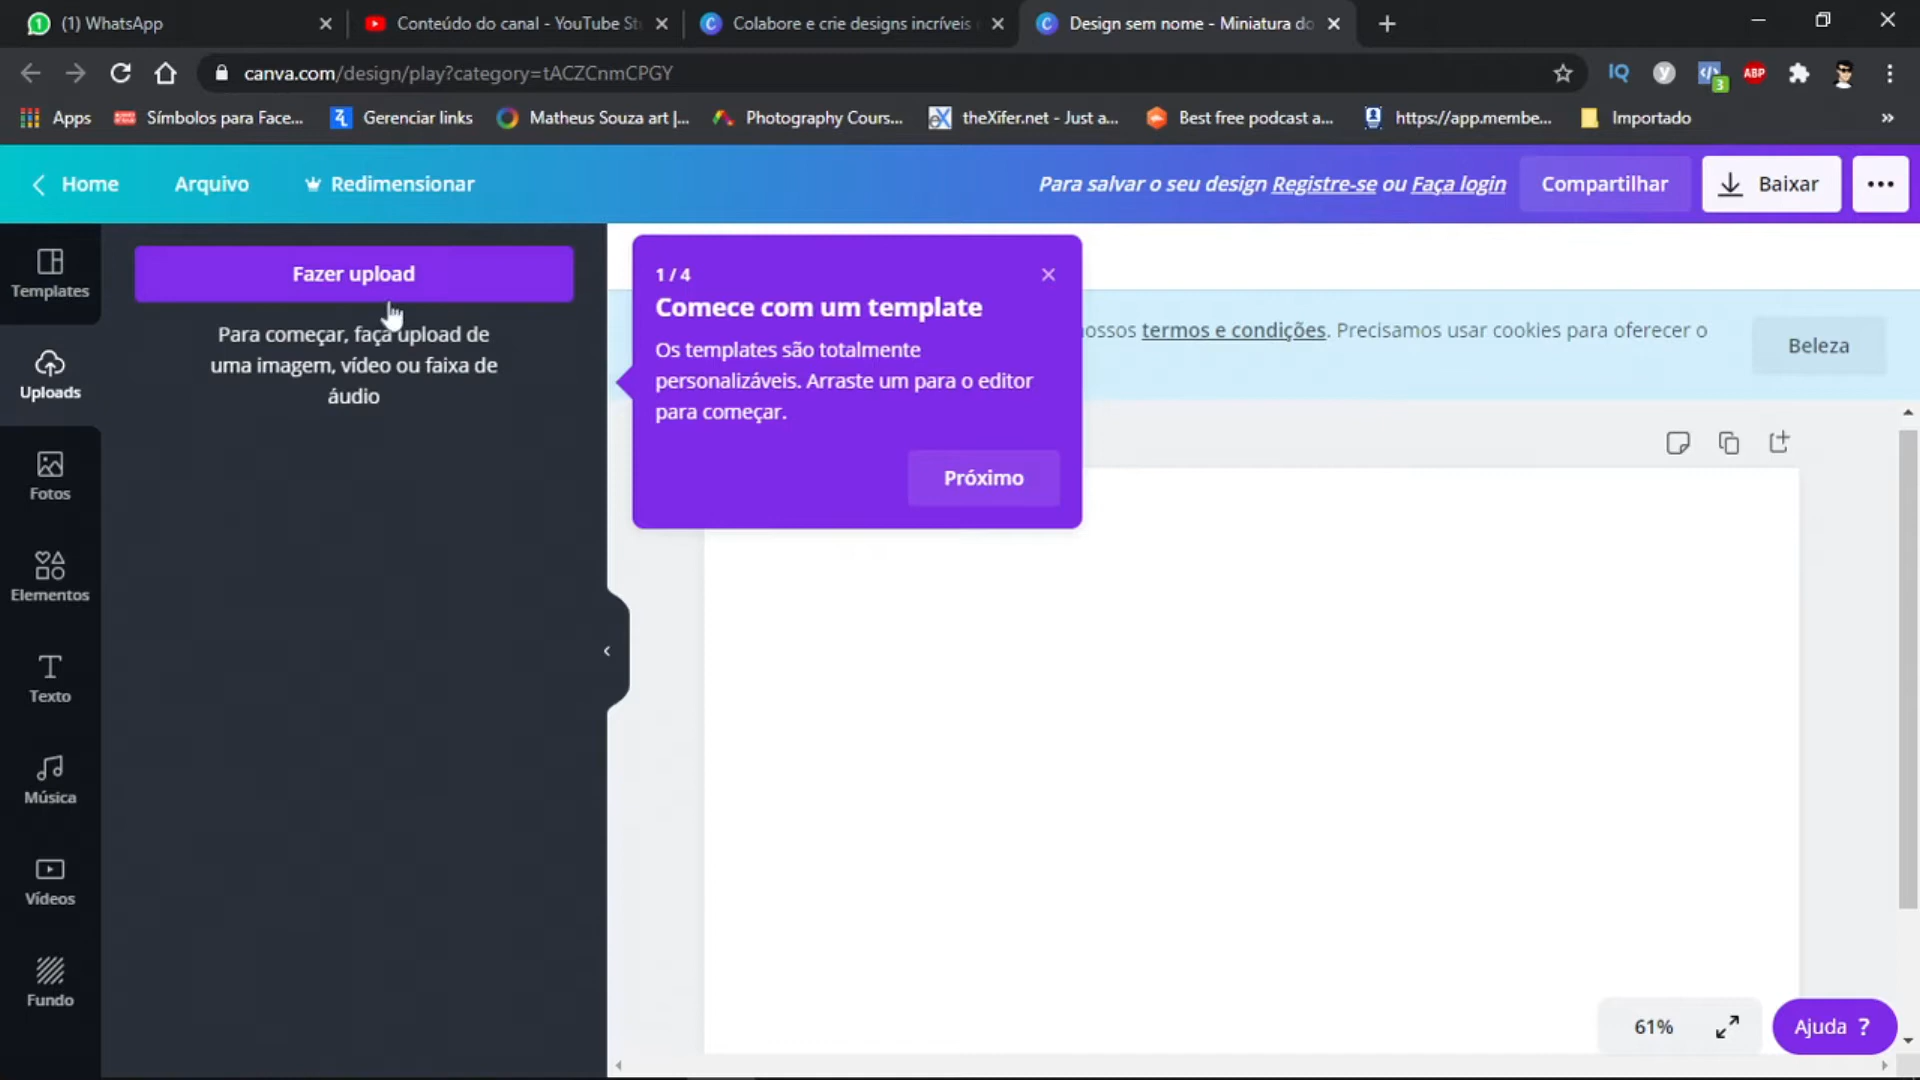 (1) WhatsApp
Conteúdo do canal - YouTube St
Colabore e crie designs incríveis
Design sem nome - Miniatura do
canva.com/design/play?category=tACZCnmCPGY
IQ
y
3
ABP
Apps
Símbolos para Face...
Gerenciar links
Matheus Souza art |...
Photography Cours...
theXifer.net - Just a...
Best free podcast a...
https://app.membe...
Importado
»
Home
Arquivo
Redimensionar
Para salvar o seu design Registre-se ou Faça login
Compartilhar
Baixar
Templates
Uploads
Fotos
Elementos
Texto
Música
Vídeos
Fundo
Fazer upload
Para começar, faça upload de
uma imagem, vídeo ou faixa de
áudio
1 / 4
Comece com um template
Os templates são totalmente
personalizáveis. Arraste um para o editor
para começar.
Próximo
nossos termos e condições. Precisamos usar cookies para oferecer o
Beleza
61%
Ajuda ?